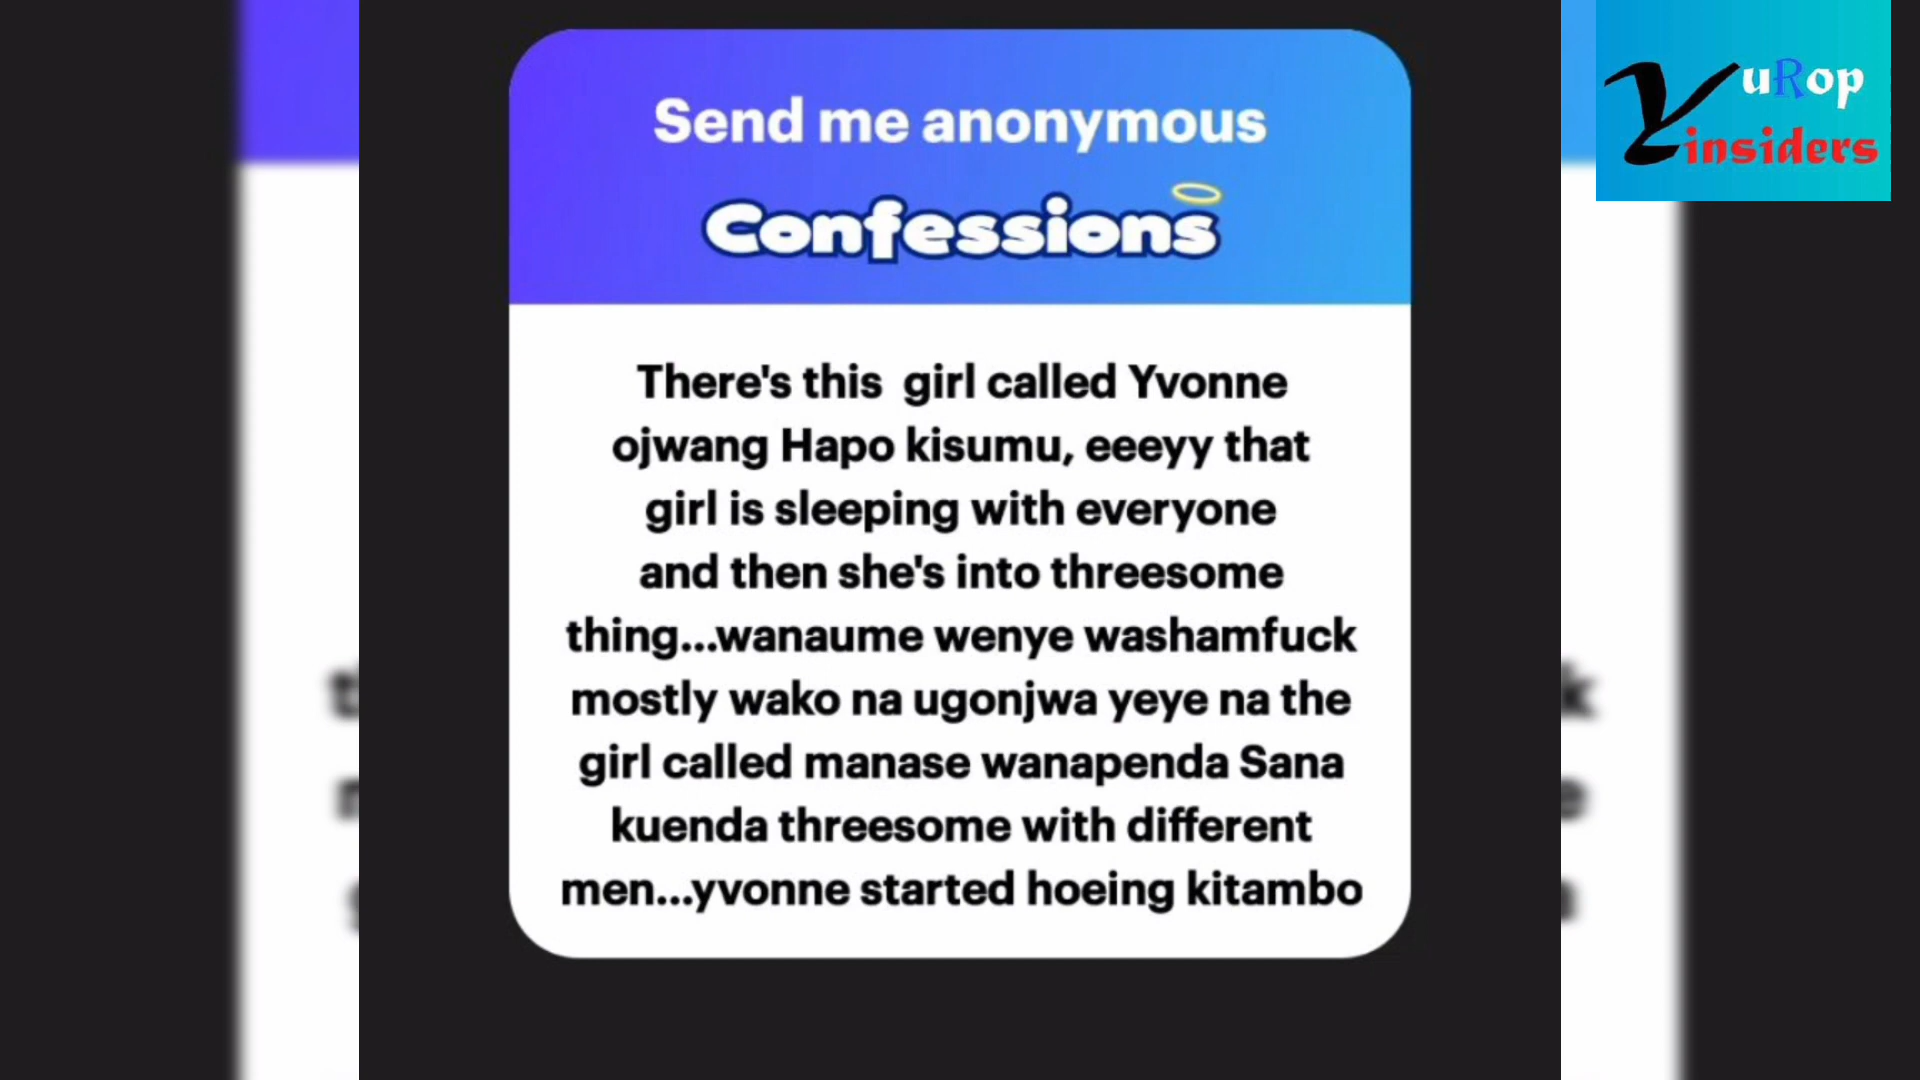 Send me anonymous
Confessions
There's this girl called Yvonne
ojwang Hapo kisumu, eeeyy that
girl is sleeping with everyone
and then she's into threesome
thing...wanaume wenye washamfuck
mostly wako na ugonjwa yeye na the
girl called manase wanapenda Sana
kuenda threesome with different
men...yvonne started hoeing kitambo
YuRop
insiders